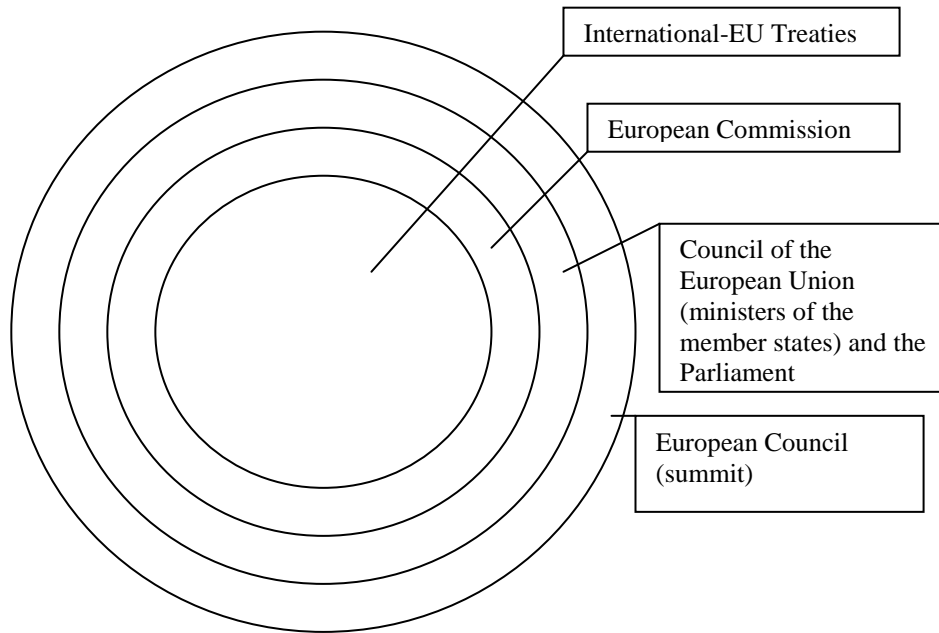 International-EU Treaties
European Commission
Council of the
European Union
(ministers of the
member states) and the
Parliament
European Council
(summit)